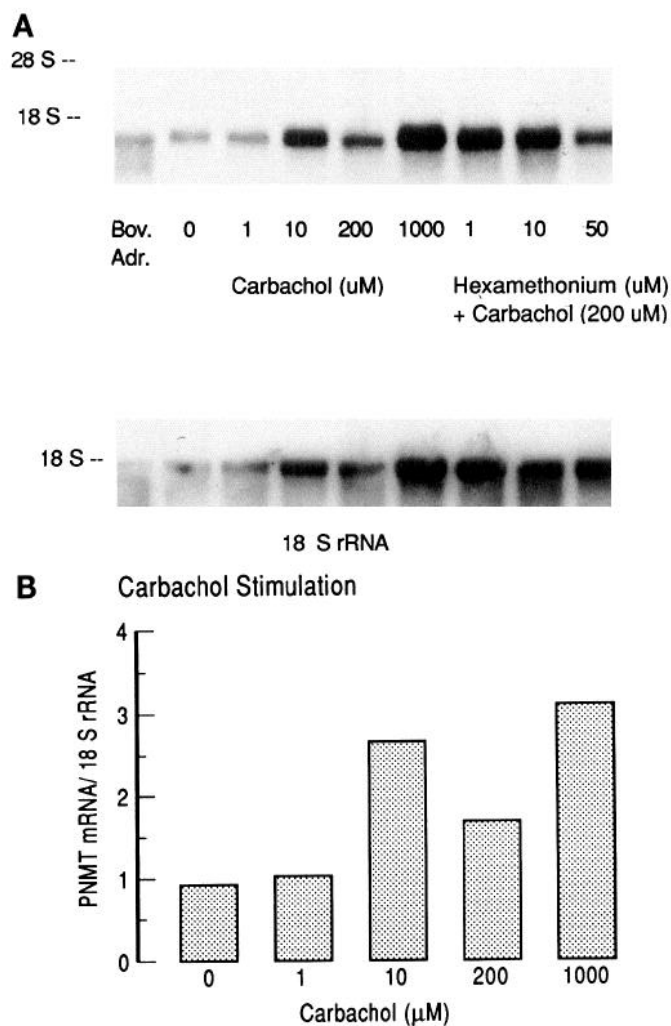 A
28 S --
18 S --
Bov. 0 1 10 200 1000 1 10 50
Adr.
Carbachol (uM) Hexamethonium (uM)
+ Carbachol (200 uM)
18 S --
18 S rRNA
B Carbachol Stimulation
4
3
2
1
0
PNMT mRNA/ 18 S rRNA
0 1 10 200 1000
Carbachol (μM)